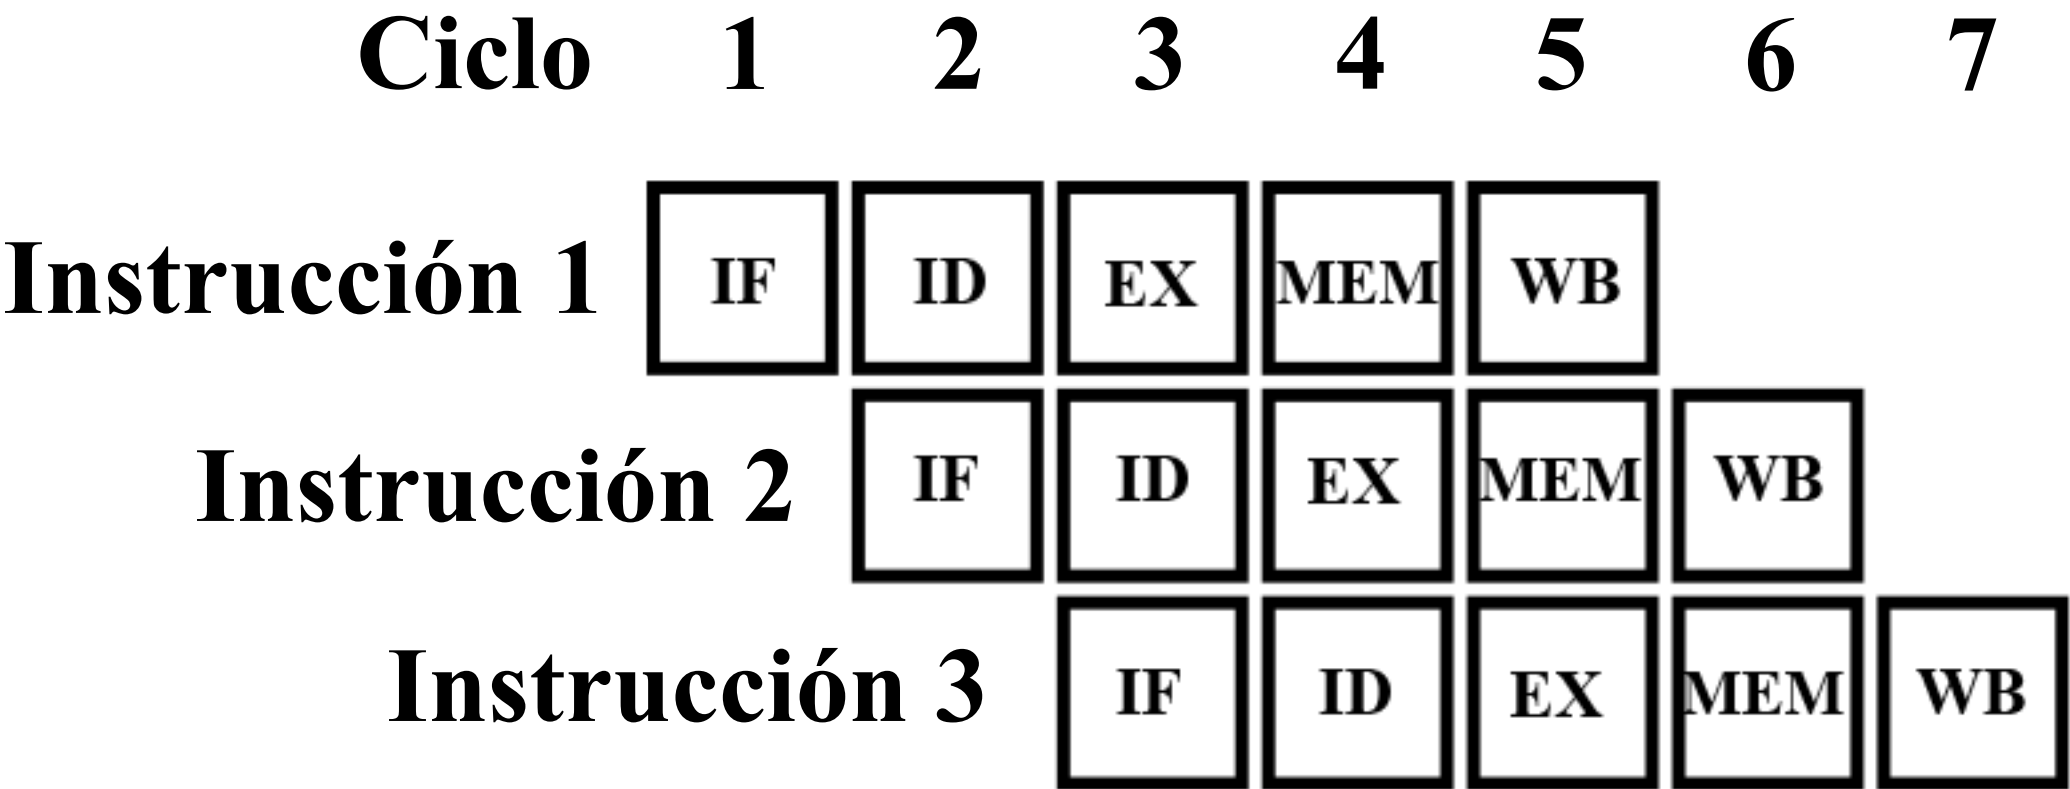 Ciclo 1 2 3 4 5 6 7
Instrucción 1 IF ID EX MEM WB
Instrucción 2 IF ID EX MEM WB
Instrucción 3 IF ID EX MEM WB